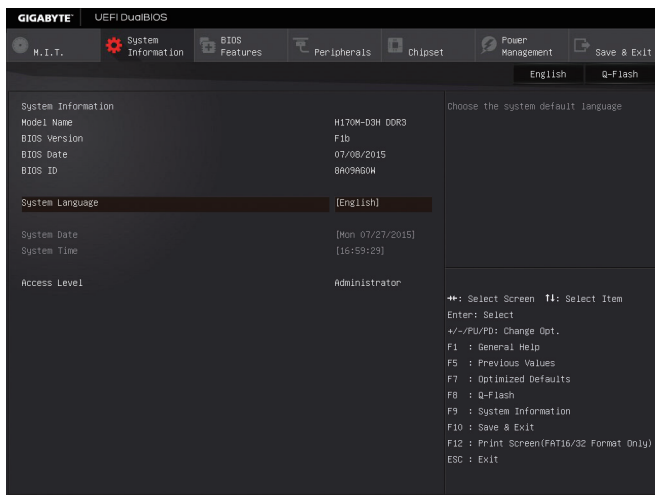 GIGABYTE™ UEFI DualBIOS
M.I.T. System Information BIOS Features Peripherals Chipset Power Management Save & Exit
English Q-Flash
System Information
Model Name H170M-D3H DDR3
BIOS Version F1b
BIOS Date 07/08/2015
BIOS ID 8A09AG0W
System Language [English]
System Date [Mon 07/27/2015]
System Time [16:59:29]
Access Level Administrator
Choose the system default language
→←: Select Screen ↑↓: Select Item
Enter: Select
+/-/PU/PD: Change Opt.
F1 : General Help
F5 : Previous Values
F7 : Optimized Defaults
F8 : Q-Flash
F9 : System Information
F10 : Save & Exit
F12 : Print Screen(FAT16/32 Format Only)
ESC : Exit